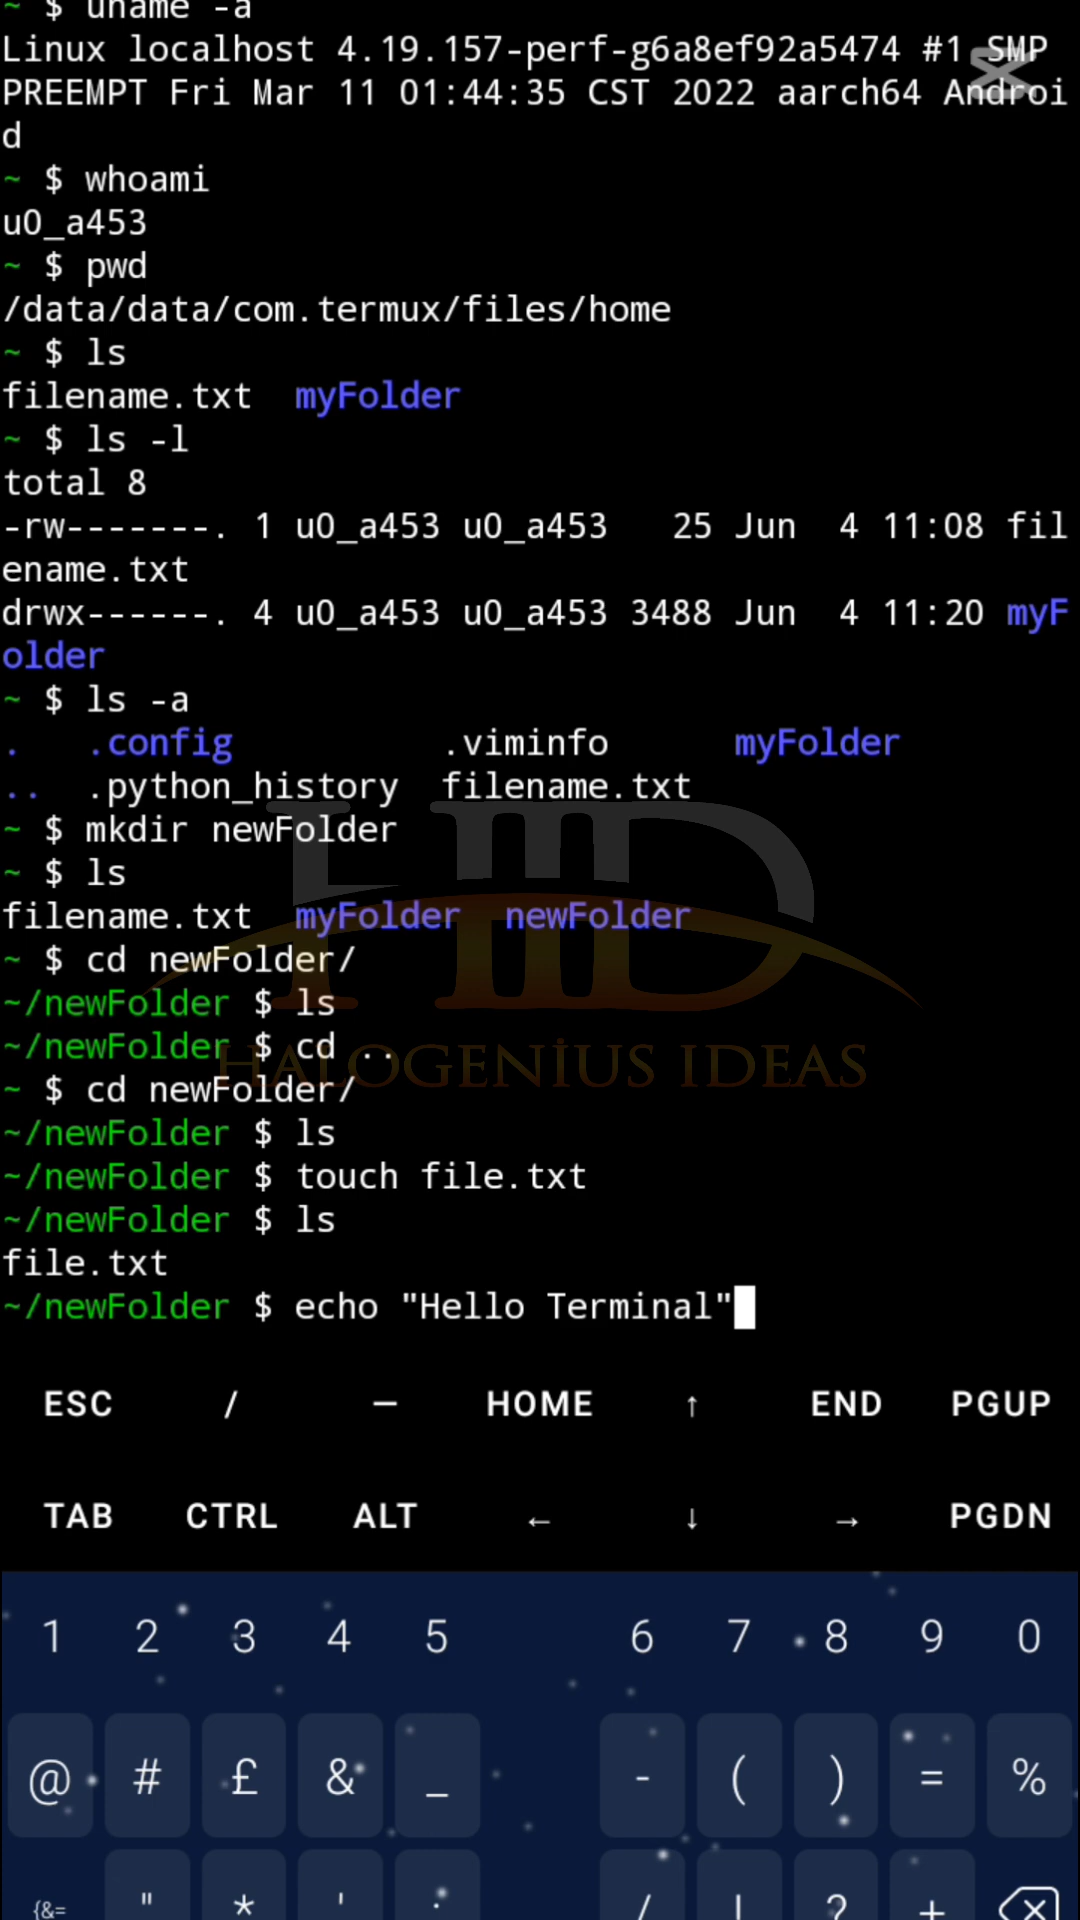 ~ $ uname -a
Linux localhost 4.19.157-perf-g6a8ef92a5474 #1 SMP
PREEMPT Fri Mar 11 01:44:35 CST 2022 aarch64 Androi
d
~ $ whoami
u0_a453
~ $ pwd
/data/data/com.termux/files/home
~ $ ls
filename.txt  myFolder
~ $ ls -l
total 8
-rw-------. 1 u0_a453 u0_a453   25 Jun  4 11:08 fil
ename.txt
drwx------. 4 u0_a453 u0_a453 3488 Jun  4 11:20 myF
older
~ $ ls -a
.   .config          .viminfo      myFolder
..  .python_history  filename.txt
~ $ mkdir newFolder
~ $ ls
filename.txt  myFolder  newFolder
~ $ cd newFolder/
~/newFolder $ ls
~/newFolder $ cd ..
HALOGENİUS IDEAS
~ $ cd newFolder/
~/newFolder $ ls
~/newFolder $ touch file.txt
~/newFolder $ ls
file.txt
~/newFolder $ echo "Hello Terminal"
ESC / — HOME ↑ END PGUP
TAB CTRL ALT ← ↓ → PGDN
1 2 3 4 5 6 7 8 9 0
@ # £ & _ - ( ) = %
{&= " * ' : / ! ? +